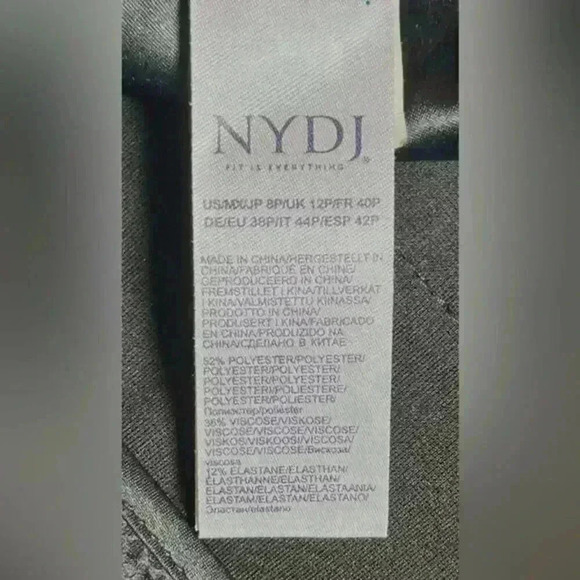 NYDJ®
FIT IS EVERYTHING
US/MX/JP 8P/UK 12P/FR 40P
DE/EU 38P/IT 44P/ESP 42P
MADE IN CHINA/HERGESTELLT IN
CHINA/FABRIQUÉ EN CHINE/
GEPRODUCEERD IN CHINA/
FREMSTILLET I KINA/TILLVERKAT
I KINA/VALMISTETTU KIINASSA/
PRODOTTO IN CHINA/
PRODUSERT I KINA/FABRICADO
EN CHINA/PRODUZIDO NA
CHINA/СДЕЛАНО В КИТАЕ
52% POLYESTER/POLYESTER/
POLYESTER/POLYESTER/
POLYESTER/POLYESTER/
POLYESTERI/POLIESTERE/
POLYESTER/POLIÉSTER/
Полиэстер/poliéster
36% VISCOSE/VISKOSE/
VISCOSE/VISCOSE/VISCOSE/
VISKOS/VISKOOSI/VISCOSA/
VISCOSE/VISCOSE/Вискоза/
viscosa
12% ELASTANE/ELASTHAN/
ÉLASTHANNE/ELASTHAN/
ELASTAN/ELASTAN/ELASTAANIA/
ELASTAM/ELASTAN/ELASTANO/
Эластан/elastano